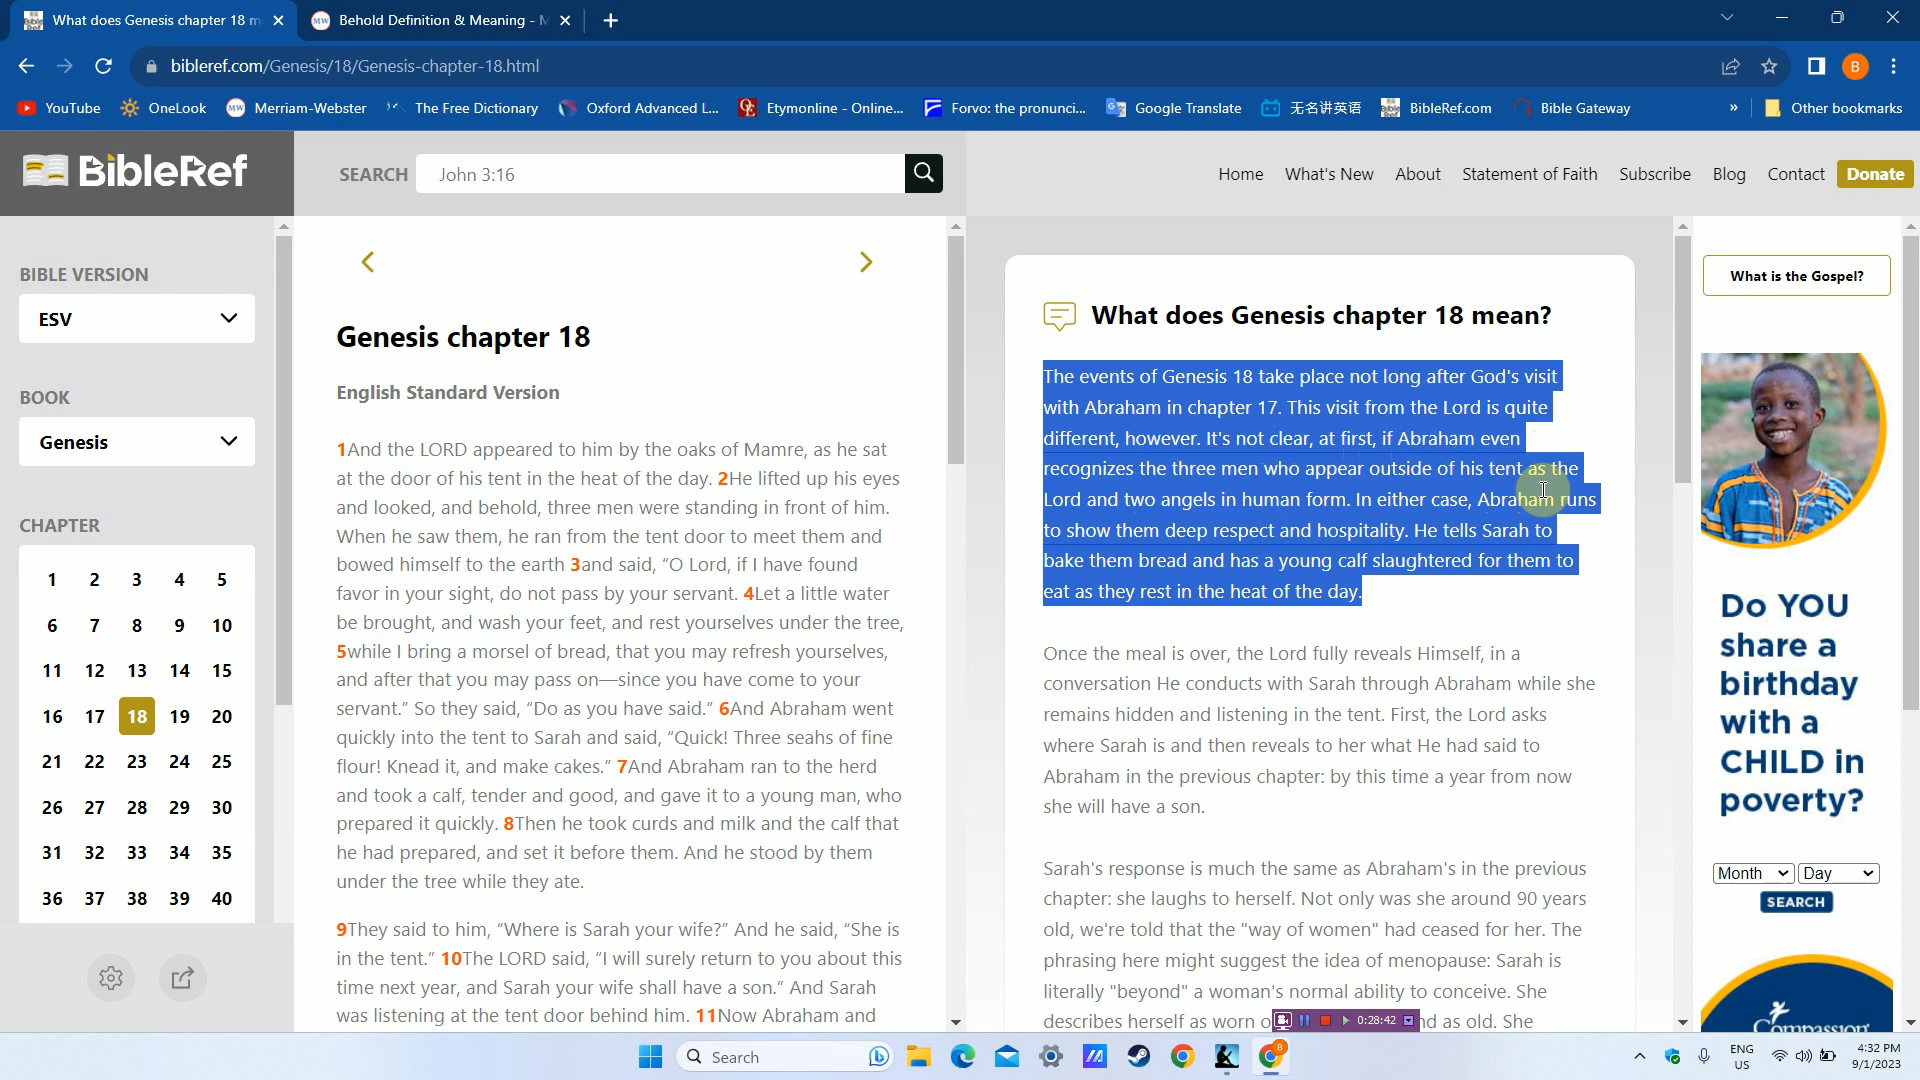 What does Genesis chapter 18 m
Behold Definition & Meaning - M
bibleref.com/Genesis/18/Genesis-chapter-18.html
B
YouTube
OneLook
MW
Merriam-Webster
The Free Dictionary
Oxford Advanced L...
Etymonline - Online...
Forvo: the pronunci...
Google Translate
无名讲英语
BibleRef.com
Bible Gateway
»
Other bookmarks
BibleRef
SEARCH
John 3:16
Home
What's New
About
Statement of Faith
Subscribe
Blog
Contact
Donate
BIBLE VERSION
ESV
BOOK
Genesis
CHAPTER
1 2 3 4 5
6 7 8 9 10
11 12 13 14 15
16 17 18 19 20
21 22 23 24 25
26 27 28 29 30
31 32 33 34 35
36 37 38 39 40
Genesis chapter 18
English Standard Version
1And the LORD appeared to him by the oaks of Mamre, as he sat
at the door of his tent in the heat of the day. 2He lifted up his eyes
and looked, and behold, three men were standing in front of him.
When he saw them, he ran from the tent door to meet them and
bowed himself to the earth 3and said, “O Lord, if I have found
favor in your sight, do not pass by your servant. 4Let a little water
be brought, and wash your feet, and rest yourselves under the tree,
5while I bring a morsel of bread, that you may refresh yourselves,
and after that you may pass on—since you have come to your
servant.” So they said, “Do as you have said.” 6And Abraham went
quickly into the tent to Sarah and said, “Quick! Three seahs of fine
flour! Knead it, and make cakes.” 7And Abraham ran to the herd
and took a calf, tender and good, and gave it to a young man, who
prepared it quickly. 8Then he took curds and milk and the calf that
he had prepared, and set it before them. And he stood by them
under the tree while they ate.
9They said to him, “Where is Sarah your wife?” And he said, “She is
in the tent.” 10The LORD said, “I will surely return to you about this
time next year, and Sarah your wife shall have a son.” And Sarah
was listening at the tent door behind him. 11Now Abraham and
What does Genesis chapter 18 mean?
The events of Genesis 18 take place not long after God's visit
with Abraham in chapter 17. This visit from the Lord is quite
different, however. It's not clear, at first, if Abraham even
recognizes the three men who appear outside of his tent as the
Lord and two angels in human form. In either case, Abraham runs
to show them deep respect and hospitality. He tells Sarah to
bake them bread and has a young calf slaughtered for them to
eat as they rest in the heat of the day.
Once the meal is over, the Lord fully reveals Himself, in a
conversation He conducts with Sarah through Abraham while she
remains hidden and listening in the tent. First, the Lord asks
where Sarah is and then reveals to her what He had said to
Abraham in the previous chapter: by this time a year from now
she will have a son.
Sarah's response is much the same as Abraham's in the previous
chapter: she laughs to herself. Not only was she around 90 years
old, we're told that the "way of women" had ceased for her. The
phrasing here might suggest the idea of menopause: Sarah is
literally "beyond" a woman's normal ability to conceive. She
describes herself as worn o nd as old. She
0:28:42
What is the Gospel?
Do YOU
share a
birthday
with a
CHILD in
poverty?
Month
Day
SEARCH
Compassion
Search
ENG
US
4:32 PM
9/1/2023